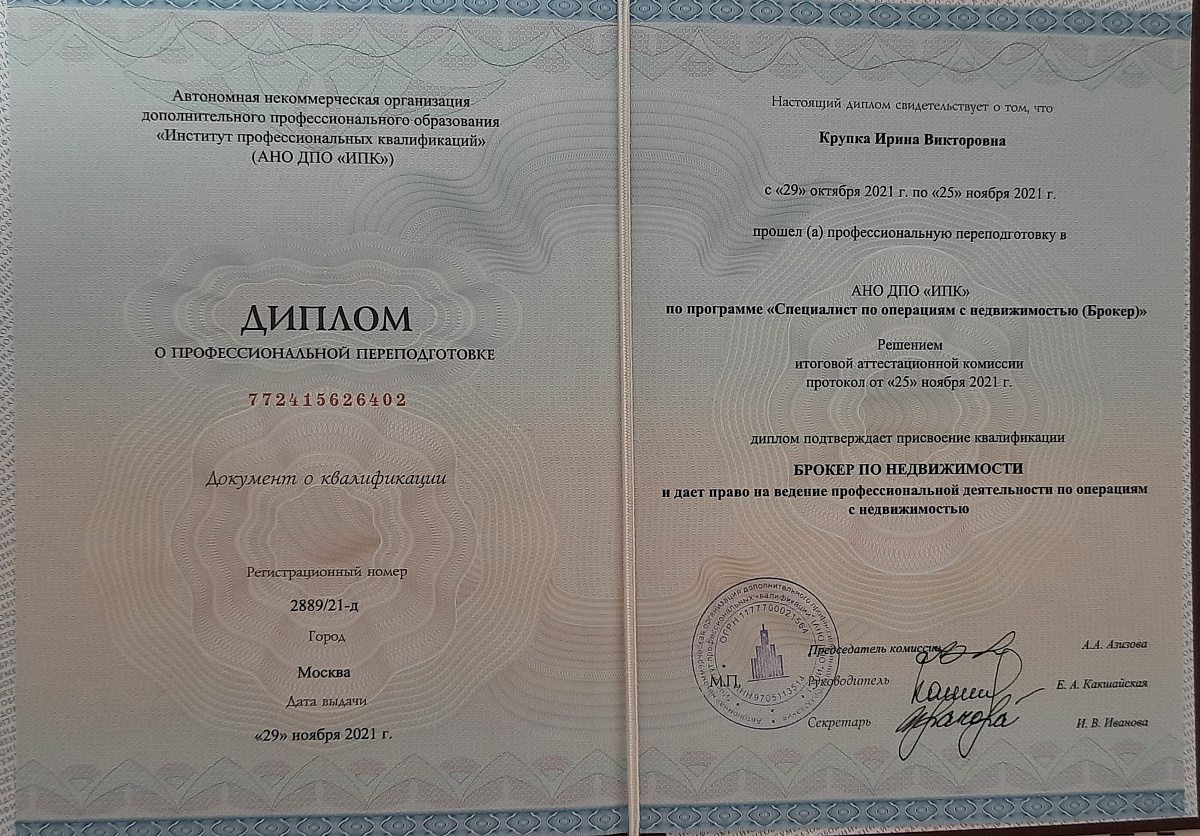 Автономная некоммерческая организация
дополнительного профессионального образования
«Институт профессиональных квалификаций»
(АНО ДПО «ИПК»)
ДИПЛОМ
О ПРОФЕССИОНАЛЬНОЙ ПЕРЕПОДГОТОВКЕ
772415626402
Документ о квалификации
Регистрационный номер
2889/21-д
Город
Москва
Дата выдачи
«29» ноября 2021 г.
Настоящий диплом свидетельствует о том, что
Крупка Ирина Викторовна
с «29» октября 2021 г. по «25» ноября 2021 г.
прошел (а) профессиональную переподготовку в
АНО ДПО «ИПК»
по программе «Специалист по операциям с недвижимостью (Брокер)»
Решением
итоговой аттестационной комиссии
протокол от «25» ноября 2021 г.
диплом подтверждает присвоение квалификации
БРОКЕР ПО НЕДВИЖИМОСТИ
и дает право на ведение профессиональной деятельности по операциям
с недвижимостью
Председатель комиссии А.А. Азизова
М.П. Руководитель Е. А. Какшайская
Секретарь И. В. Иванова
ОГРН 1177700021564
ИНН 9705113514